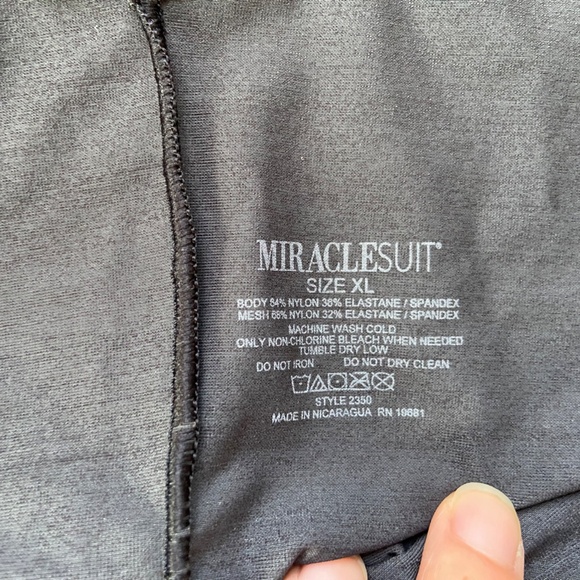 MIRACLESUIT®
SIZE XL
BODY 64% NYLON 36% ELASTANE / SPANDEX
MESH 68% NYLON 32% ELASTANE / SPANDEX
MACHINE WASH COLD
ONLY NON-CHLORINE BLEACH WHEN NEEDED
TUMBLE DRY LOW
DO NOT IRON DO NOT DRY CLEAN
STYLE 2350
MADE IN NICARAGUA RN 16681